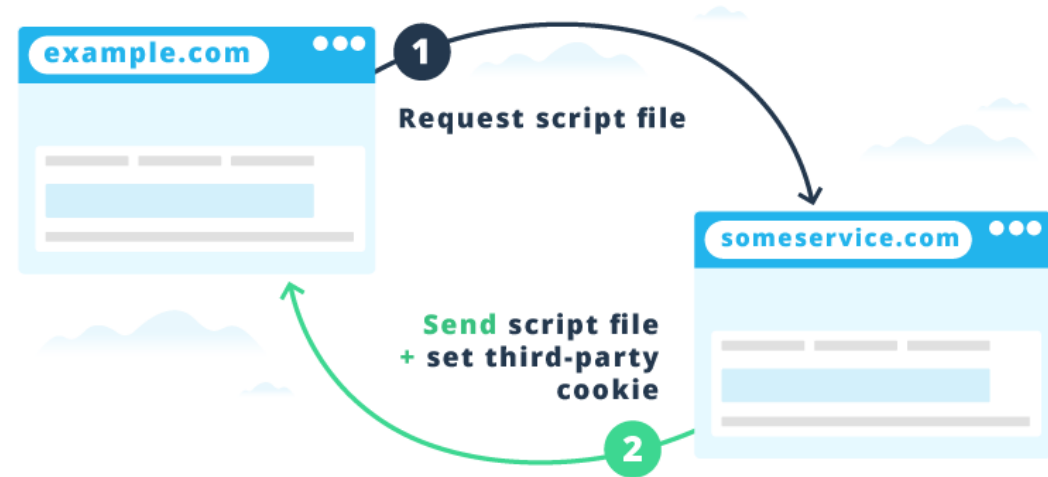 example.com
1
Request script file
someservice.com
Send script file
+ set third-party
cookie
2